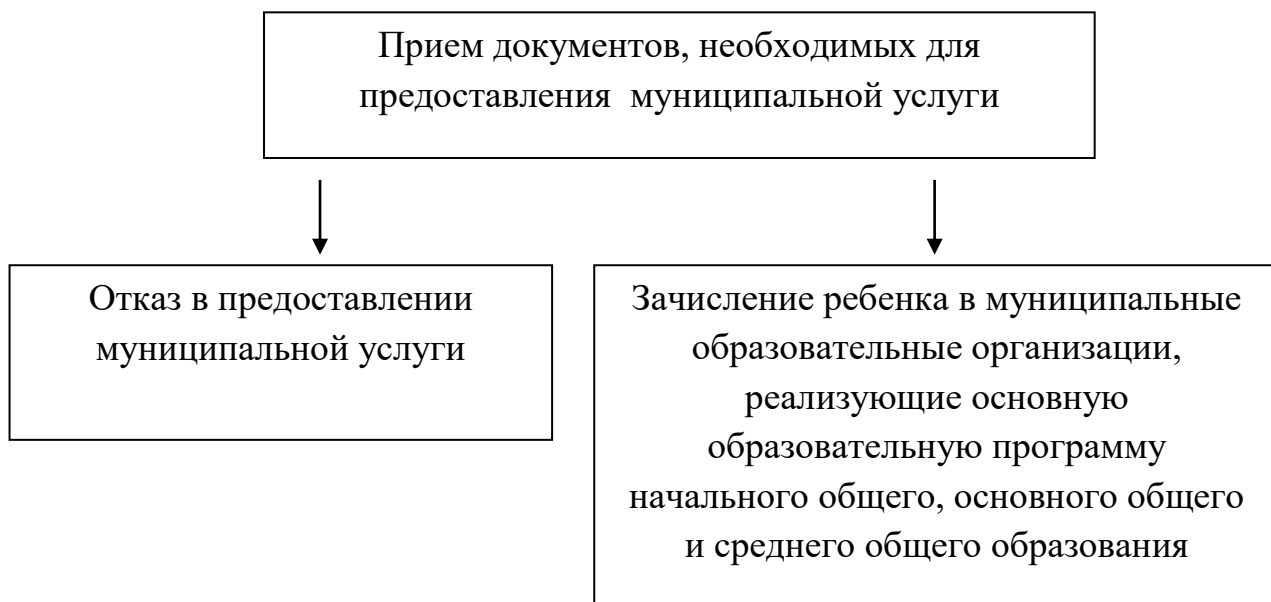 Прием документов, необходимых для
предоставления муниципальной услуги
Отказ в предоставлении
муниципальной услуги
Зачисление ребенка в муниципальные
образовательные организации,
реализующие основную
образовательную программу
начального общего, основного общего
и среднего общего образования